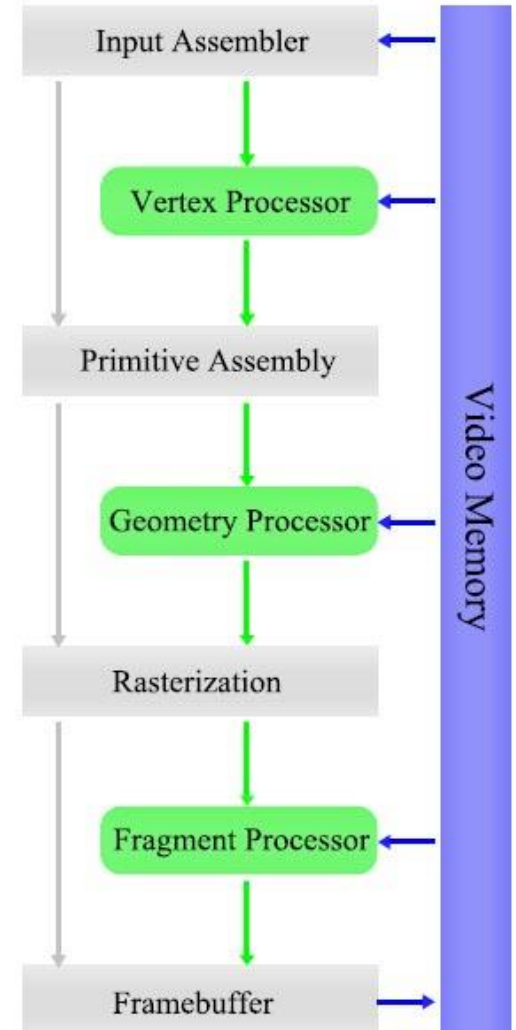 Input Assembler
Vertex Processor
Primitive Assembly
Geometry Processor
Rasterization
Fragment Processor
Framebuffer
Video Memory